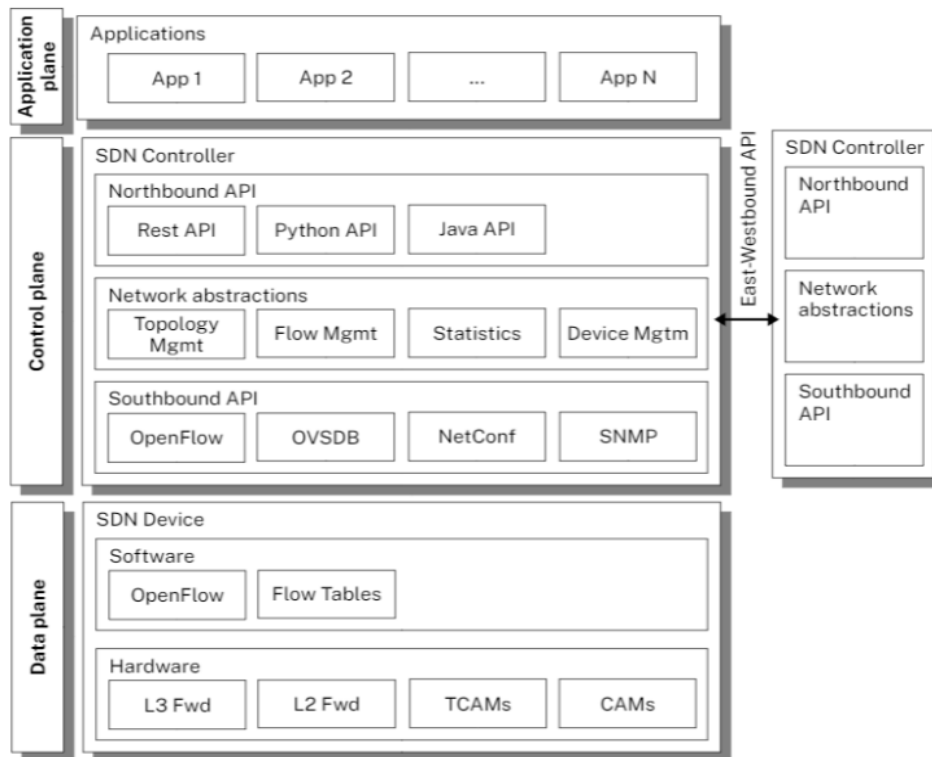 Application
plane
Applications
App 1
App 2
...
App N
Control plane
SDN Controller
Northbound API
Rest API
Python API
Java API
Network abstractions
Topology
Mgmt
Flow Mgmt
Statistics
Device Mgtm
Southbound API
OpenFlow
OVSDB
NetConf
SNMP
East-Westbound API
SDN Controller
Northbound
API
Network
abstractions
Southbound
API
Data plane
SDN Device
Software
OpenFlow
Flow Tables
Hardware
L3 Fwd
L2 Fwd
TCAMs
CAMs